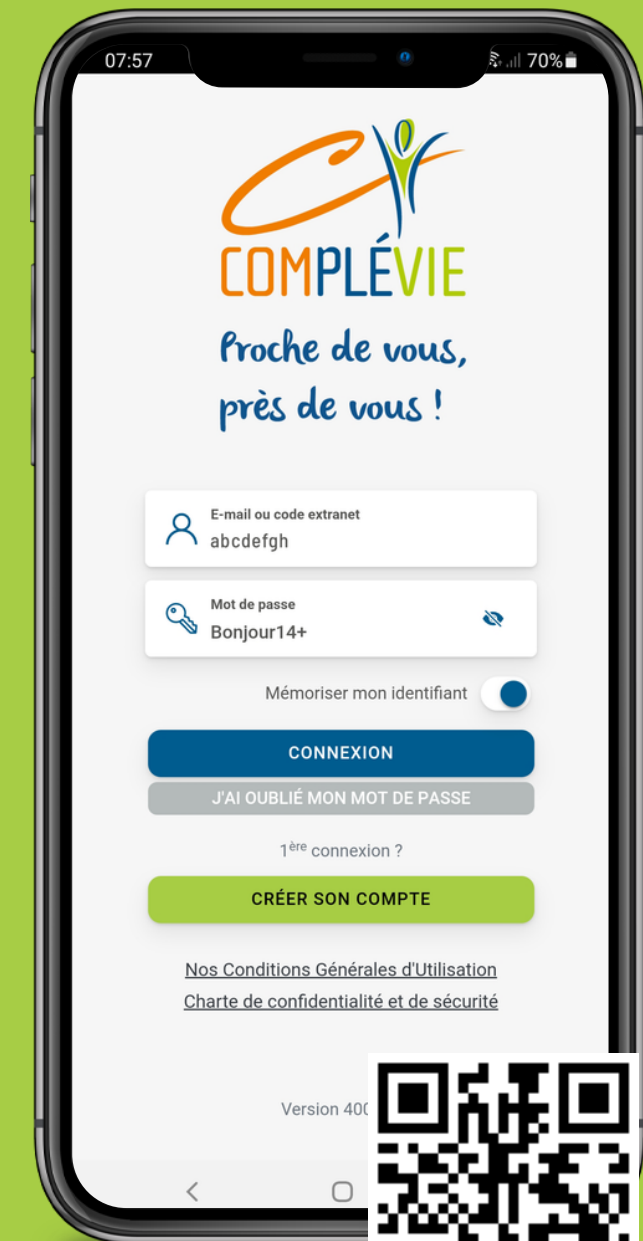 07:57
70%
COMPLÉVIE
Proche de vous,
près de vous !
E-mail ou code extranet
abcdefgh
Mot de passe
Bonjour14+
Mémoriser mon identifiant
CONNEXION
J'AI OUBLIÉ MON MOT DE PASSE
1ère connexion ?
CRÉER SON COMPTE
Nos Conditions Générales d'Utilisation
Charte de confidentialité et de sécurité
Version